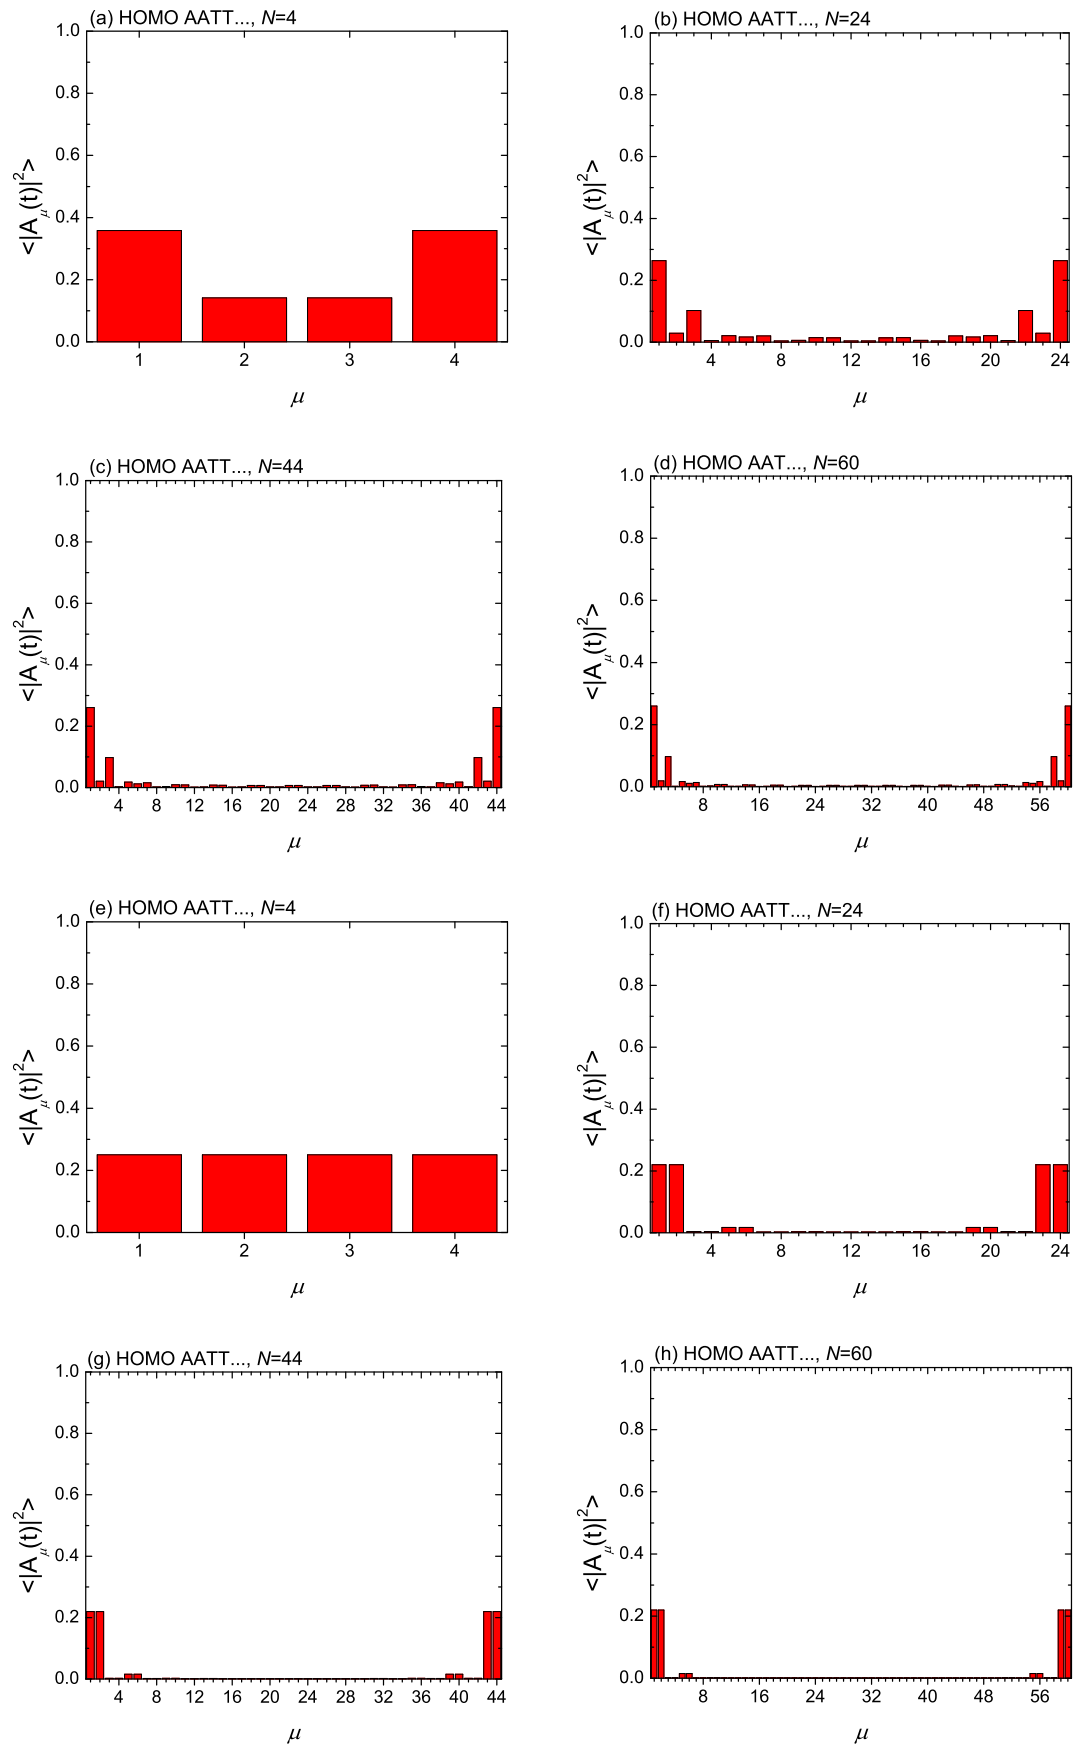 (a) HOMO AATT..., N=4
<|Aμ(t)|²>
1.0
0.8
0.6
0.4
0.2
0.0
1 2 3 4
μ
(b) HOMO AATT..., N=24
<|Aμ(t)|²>
1.0
0.8
0.6
0.4
0.2
0.0
4 8 12 16 20 24
μ
(c) HOMO AATT..., N=44
<|Aμ(t)|²>
1.0
0.8
0.6
0.4
0.2
0.0
4 8 12 16 20 24 28 32 36 40 44
μ
(d) HOMO AAT..., N=60
<|Aμ(t)|²>
1.0
0.8
0.6
0.4
0.2
0.0
8 16 24 32 40 48 56
μ
(e) HOMO AATT..., N=4
<|Aμ(t)|²>
1.0
0.8
0.6
0.4
0.2
0.0
1 2 3 4
μ
(f) HOMO AATT..., N=24
<|Aμ(t)|²>
1.0
0.8
0.6
0.4
0.2
0.0
4 8 12 16 20 24
μ
(g) HOMO AATT..., N=44
<|Aμ(t)|²>
1.0
0.8
0.6
0.4
0.2
0.0
4 8 12 16 20 24 28 32 36 40 44
μ
(h) HOMO AATT..., N=60
<|Aμ(t)|²>
1.0
0.8
0.6
0.4
0.2
0.0
8 16 24 32 40 48 56
μ